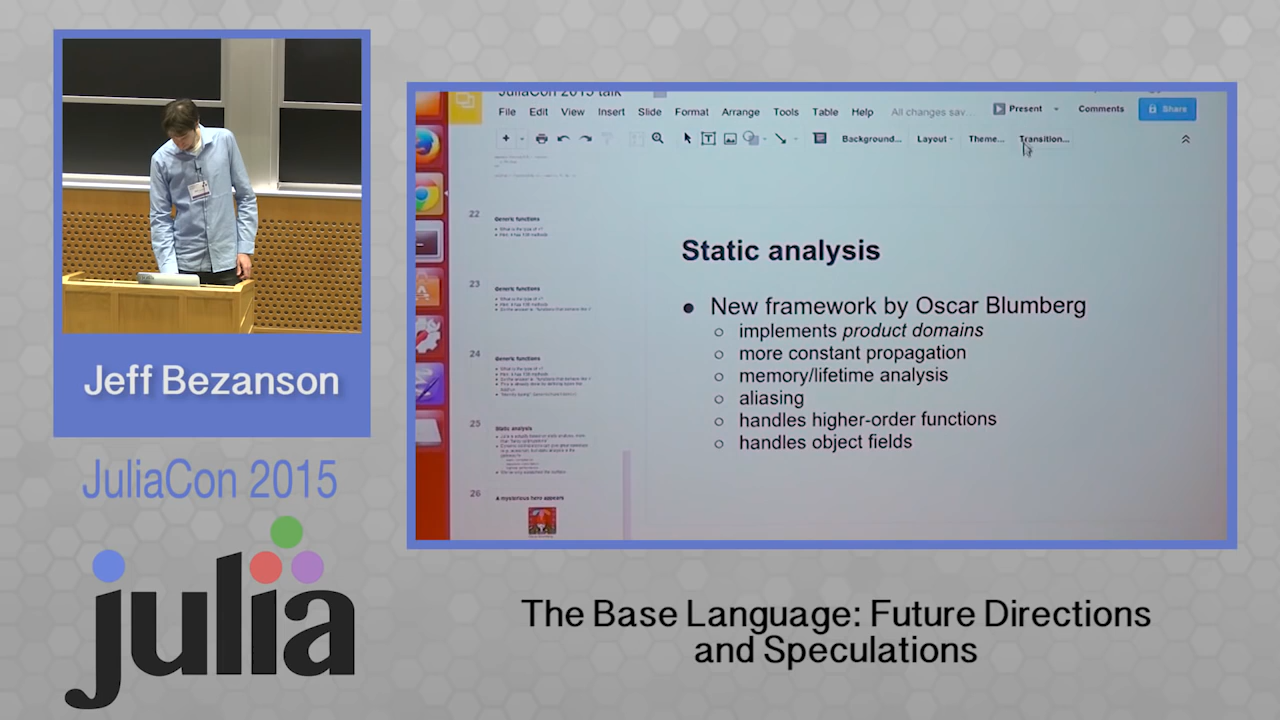 Jeff Bezanson
JuliaCon 2015
julia
JuliaCon 2015 talk
File Edit View Insert Slide Format Arrange Tools Table Help All changes sav... Present Comments Share
Background... Layout Theme... Transition...
22
Generic functions
23
Generic functions
24
Generic functions
25
Static analysis
26
A mysterious hero appears
Static analysis
● New framework by Oscar Blumberg
○ implements product domains
○ more constant propagation
○ memory/lifetime analysis
○ aliasing
○ handles higher-order functions
○ handles object fields
The Base Language: Future Directions
and Speculations